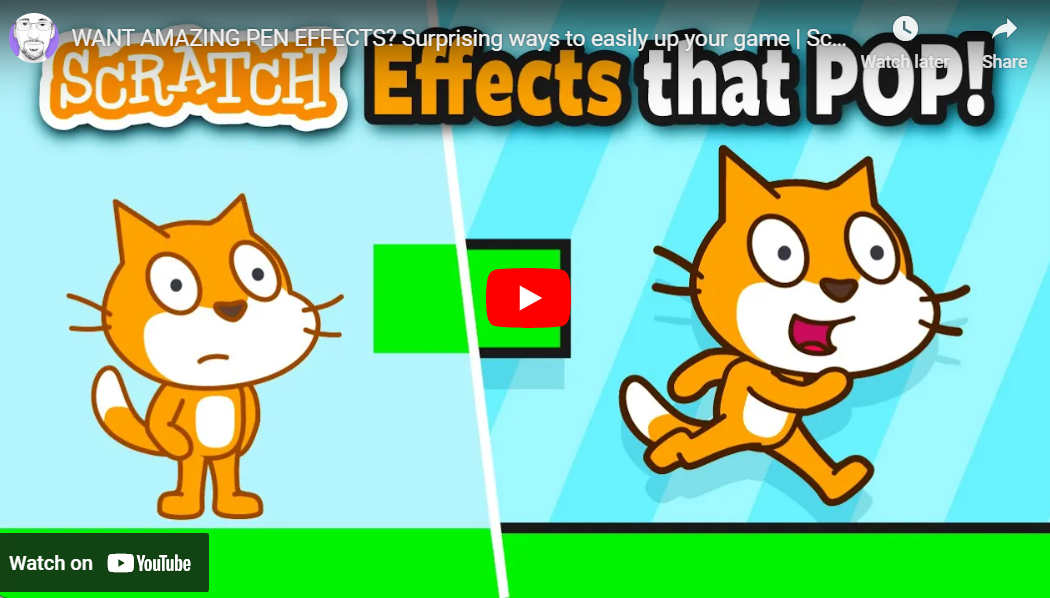 WANT AMAZING PEN EFFECTS? Surprising ways to easily up your game | Sc...
Watch later
Share
SCRATCH Effects that POP!
Watch on YouTube